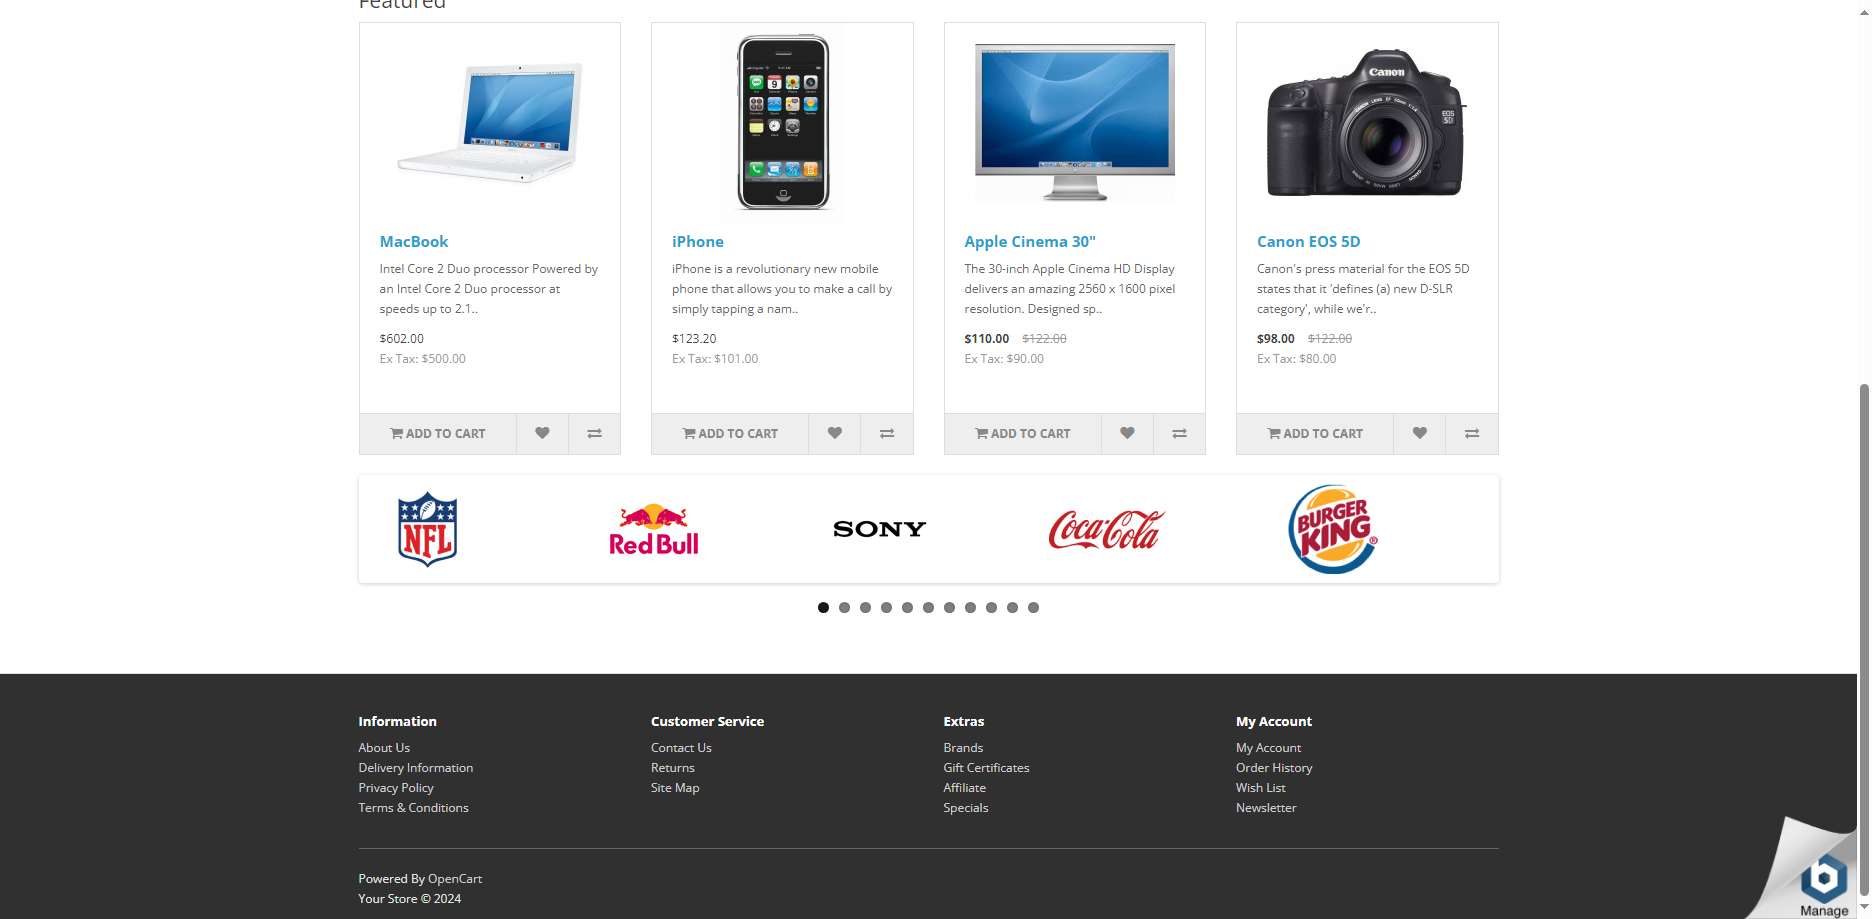 Featured
MacBook
Intel Core 2 Duo processor Powered by
an Intel Core 2 Duo processor at
speeds up to 2.1..
$602.00
Ex Tax: $500.00
ADD TO CART
iPhone
iPhone is a revolutionary new mobile
phone that allows you to make a call by
simply tapping a nam..
$123.20
Ex Tax: $101.00
ADD TO CART
Apple Cinema 30"
The 30-inch Apple Cinema HD Display
delivers an amazing 2560 x 1600 pixel
resolution. Designed sp..
$110.00 $122.00
Ex Tax: $90.00
ADD TO CART
Canon
EOS
5D
Canon EOS 5D
Canon's press material for the EOS 5D
states that it 'defines (a) new D-SLR
category', while we'r..
$98.00 $122.00
Ex Tax: $80.00
ADD TO CART
NFL
Red Bull
SONY
Coca-Cola
BURGER
KING®
Information
About Us
Delivery Information
Privacy Policy
Terms & Conditions
Customer Service
Contact Us
Returns
Site Map
Extras
Brands
Gift Certificates
Affiliate
Specials
My Account
My Account
Order History
Wish List
Newsletter
Powered By OpenCart
Your Store © 2024
b
Manage